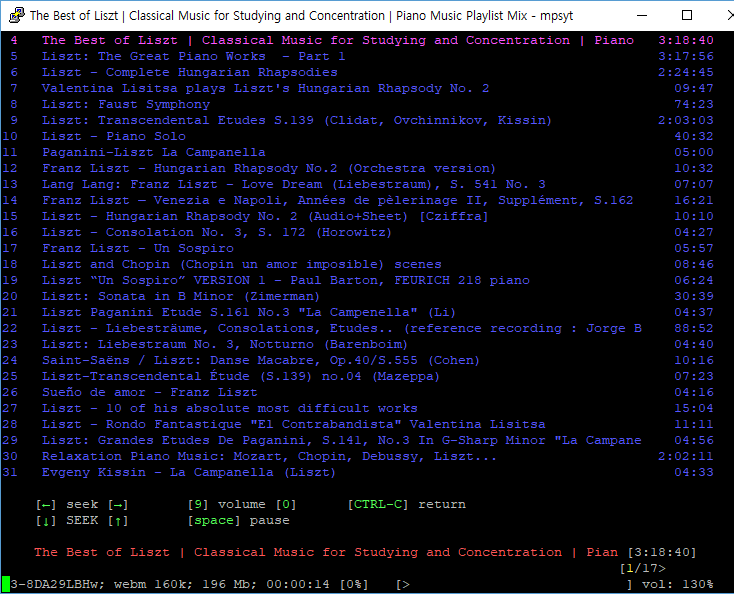 The Best of Liszt | Classical Music for Studying and Concentration | Piano Music Playlist Mix - mpsyt
4 The Best of Liszt | Classical Music for Studying and Concentration | Piano 3:18:40
5 Liszt: The Great Piano Works - Part 1 3:17:56
6 Liszt - Complete Hungarian Rhapsodies 2:24:45
7 Valentina Lisitsa plays Liszt's Hungarian Rhapsody No. 2 09:47
8 Liszt: Faust Symphony 74:23
9 Liszt: Transcendental Etudes S.139 (Clidat, Ovchinnikov, Kissin) 2:03:03
10 Liszt - Piano Solo 40:32
11 Paganini-Liszt La Campanella 05:00
12 Franz Liszt - Hungarian Rhapsody No.2 (Orchestra version) 10:32
13 Lang Lang: Franz Liszt - Love Dream (Liebestraum), S. 541 No. 3 07:07
14 Franz Liszt – Venezia e Napoli, Années de pèlerinage II, Supplément, S.162 16:21
15 Liszt - Hungarian Rhapsody No. 2 (Audio+Sheet) [Cziffra] 10:10
16 Liszt - Consolation No. 3, S. 172 (Horowitz) 04:27
17 Franz Liszt - Un Sospiro 05:57
18 Liszt and Chopin (Chopin un amor imposible) scenes 08:46
19 Liszt “Un Sospiro” VERSION 1 - Paul Barton, FEURICH 218 piano 06:24
20 Liszt: Sonata in B Minor (Zimerman) 30:39
21 Liszt Paganini Etude S.161 No.3 "La Campenella" (Li) 04:37
22 Liszt - Liebesträume, Consolations, Etudes.. (reference recording : Jorge B 88:52
23 Liszt: Liebestraum No. 3, Notturno (Barenboim) 04:40
24 Saint-Saëns / Liszt: Danse Macabre, Op.40/S.555 (Cohen) 10:16
25 Liszt-Transcendental Étude (S.139) no.04 (Mazeppa) 07:23
26 Sueño de amor - Franz Liszt 04:16
27 Liszt - 10 of his absolute most difficult works 15:04
28 Liszt - Rondo Fantastique "El Contrabandista" Valentina Lisitsa 11:11
29 Liszt: Grandes Etudes De Paganini, S.141, No.3 In G-Sharp Minor "La Campane 04:56
30 Relaxation Piano Music: Mozart, Chopin, Debussy, Liszt... 2:02:11
31 Evgeny Kissin - La Campanella (Liszt) 04:33
[←] seek [→] [9] volume [0] [CTRL-C] return
[↓] SEEK [↑] [space] pause
The Best of Liszt | Classical Music for Studying and Concentration | Pian [3:18:40]
[1/17>
3-8DA29LBHw; webm 160k; 196 Mb; 00:00:14 [0%] [> ] vol: 130%